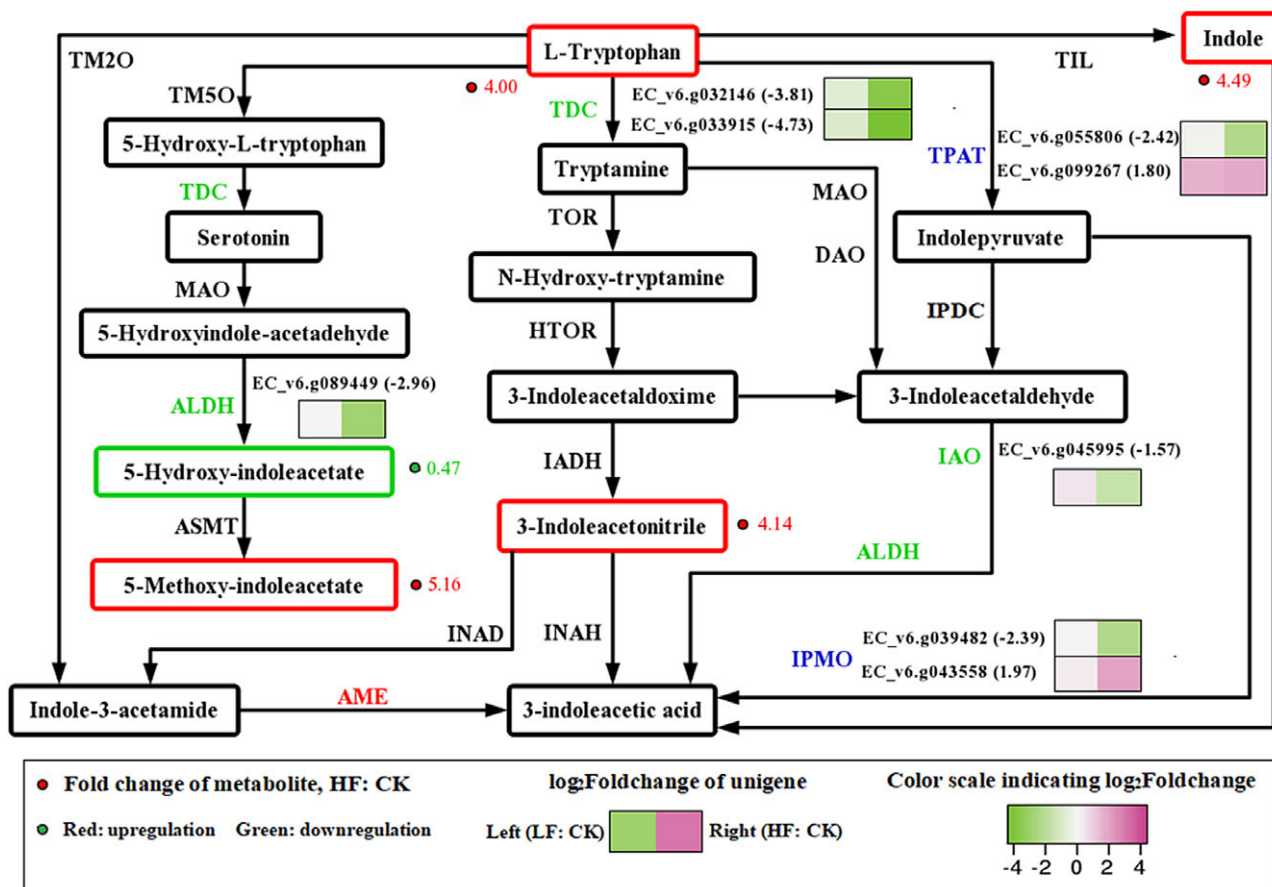 L-Tryptophan
Indole
TM2O
TIL
4.00
4.49
TM5O
TDC
EC_v6.g032146 (-3.81)
EC_v6.g033915 (-4.73)
EC_v6.g055806 (-2.42)
EC_v6.g099267 (1.80)
5-Hydroxy-L-tryptophan
Tryptamine
TPAT
TDC
TOR
MAO
Serotonin
Indolepyruvate
DAO
MAO
N-Hydroxy-tryptamine
HTOR
IPDC
5-Hydroxyindole-acetadehyde
EC_v6.g089449 (-2.96)
3-Indoleacetaldoxime
3-Indoleacetaldehyde
ALDH
EC_v6.g045995 (-1.57)
IADH
IAO
5-Hydroxy-indoleacetate
0.47
ASMT
3-Indoleacetonitrile
4.14
ALDH
5-Methoxy-indoleacetate
5.16
INAD
INAH
EC_v6.g039482 (-2.39)
IPMO
EC_v6.g043558 (1.97)
Indole-3-acetamide
AME
3-indoleacetic acid
Fold change of metabolite, HF: CK
Red: upregulation Green: downregulation
log₂Foldchange of unigene
Left (LF: CK)
Right (HF: CK)
Color scale indicating log₂Foldchange
-4 -2 0 2 4